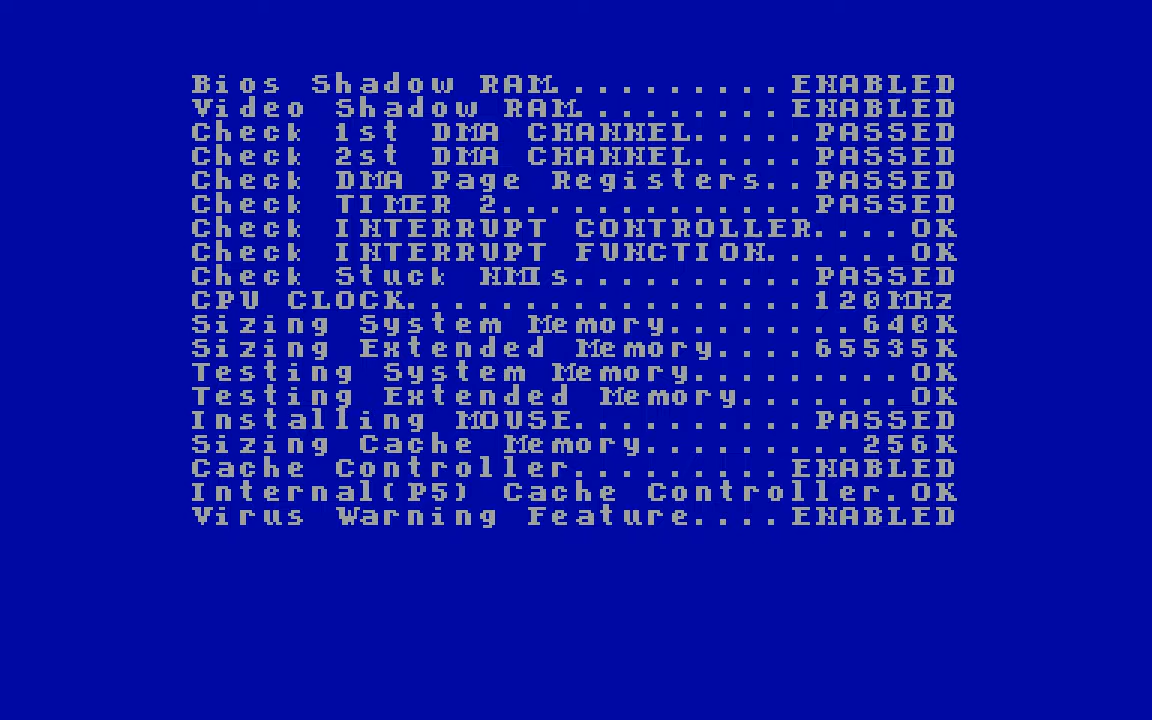 Bios Shadow RAM..........ENABLED
Video Shadow RAM.........ENABLED
Check 1st DMA CHANNEL.....PASSED
Check 2st DMA CHANNEL.....PASSED
Check DMA Page Registers..PASSED
Check TIMER 2.............PASSED
Check INTERRUPT CONTROLLER....OK
Check INTERRUPT FUNCTION......OK
Check Stuck NMIs..........PASSED
CPU CLOCK.................120MHz
Sizing System Memory........640K
Sizing Extended Memory....65535K
Testing System Memory.........OK
Testing Extended Memory.......OK
Installing MOUSE..........PASSED
Sizing Cache Memory.........256K
Cache Controller.........ENABLED
Internal(P5) Cache Controller.OK
Virus Warning Feature....ENABLED